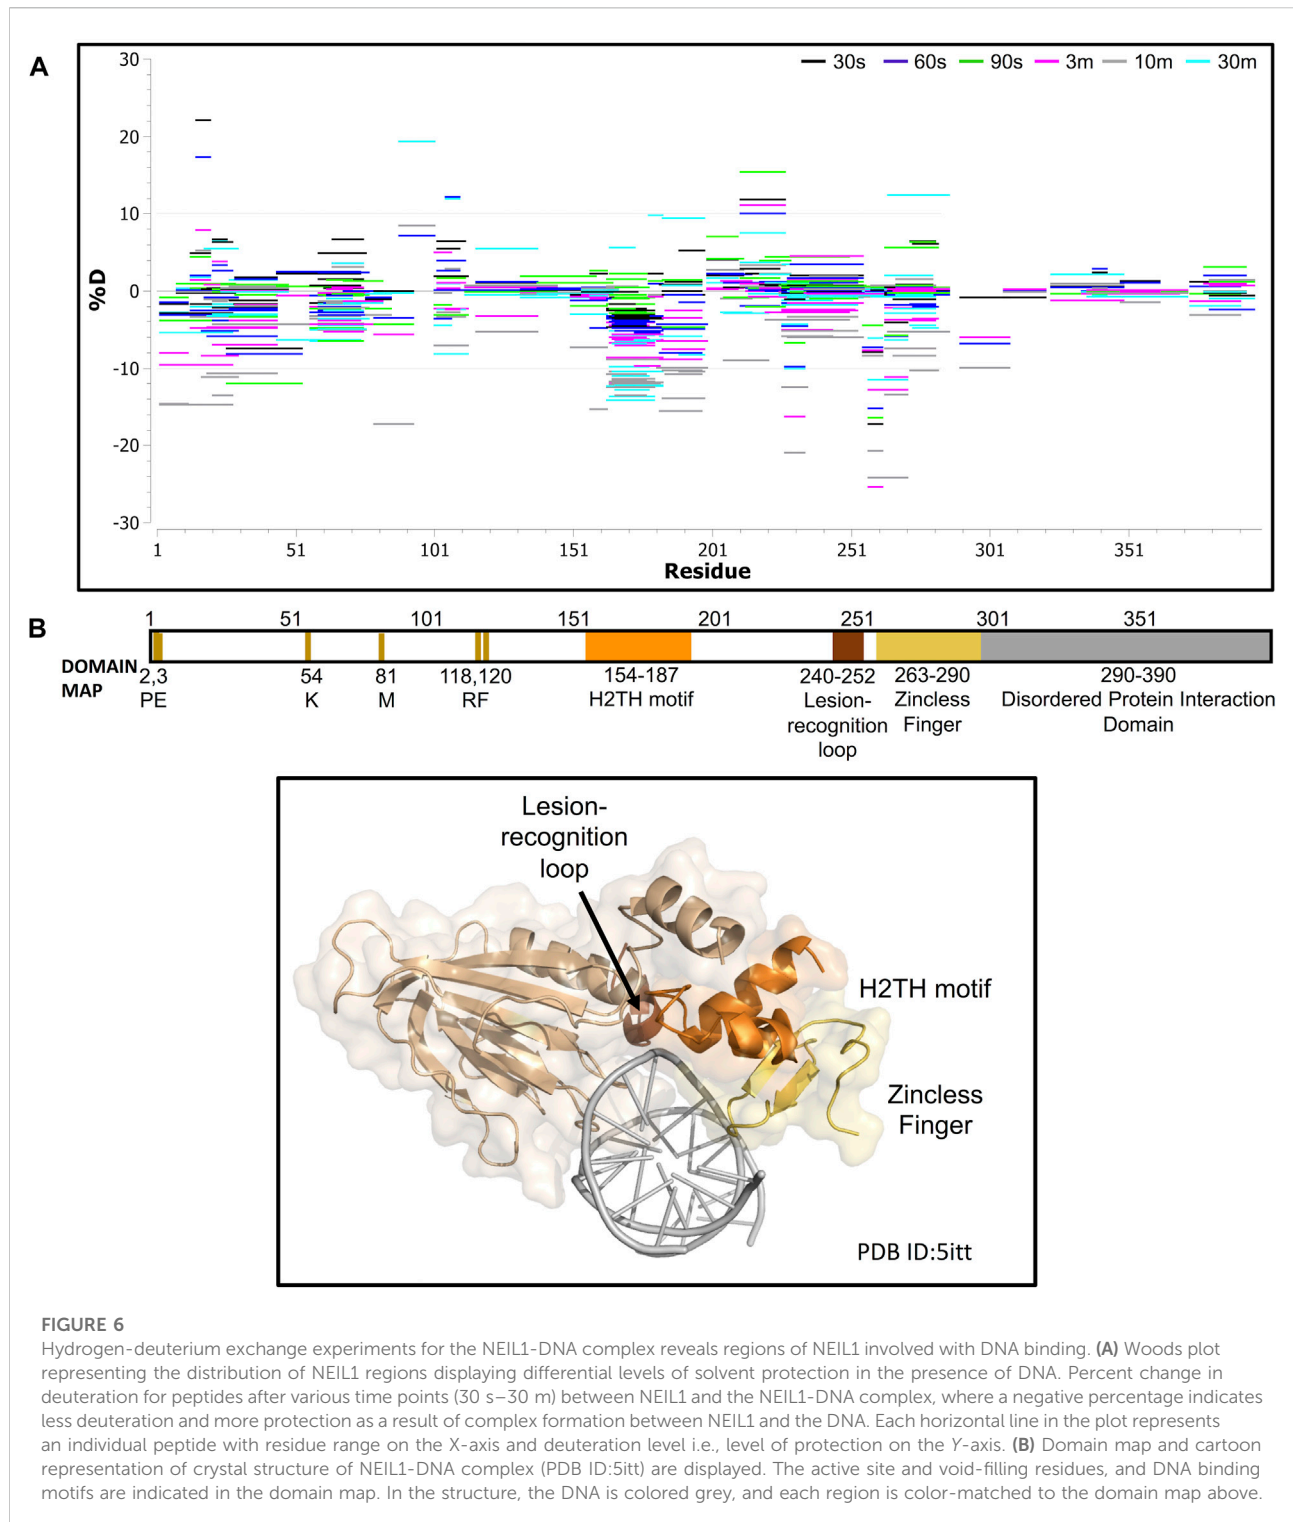 A
30s 60s 90s 3m 10m 30m
30
20
10
0
-10
-20
-30
%D
1 51 101 151 201 251 301 351
Residue
B
1 51 101 151 201 251 301 351
DOMAIN
MAP
2,3 54 81 118,120 154-187 240-252 263-290 290-390
PE K M RF H2TH motif Lesion- Zincless Disordered Protein Interaction
recognition Finger Domain
loop
Lesion-
recognition
loop
H2TH motif
Zincless
Finger
PDB ID:5itt
FIGURE 6
Hydrogen-deuterium exchange experiments for the NEIL1-DNA complex reveals regions of NEIL1 involved with DNA binding. (A) Woods plot
representing the distribution of NEIL1 regions displaying differential levels of solvent protection in the presence of DNA. Percent change in
deuteration for peptides after various time points (30 s–30 m) between NEIL1 and the NEIL1-DNA complex, where a negative percentage indicates
less deuteration and more protection as a result of complex formation between NEIL1 and the DNA. Each horizontal line in the plot represents
an individual peptide with residue range on the X-axis and deuteration level i.e., level of protection on the Y-axis. (B) Domain map and cartoon
representation of crystal structure of NEIL1-DNA complex (PDB ID:5itt) are displayed. The active site and void-filling residues, and DNA binding
motifs are indicated in the domain map. In the structure, the DNA is colored grey, and each region is color-matched to the domain map above.